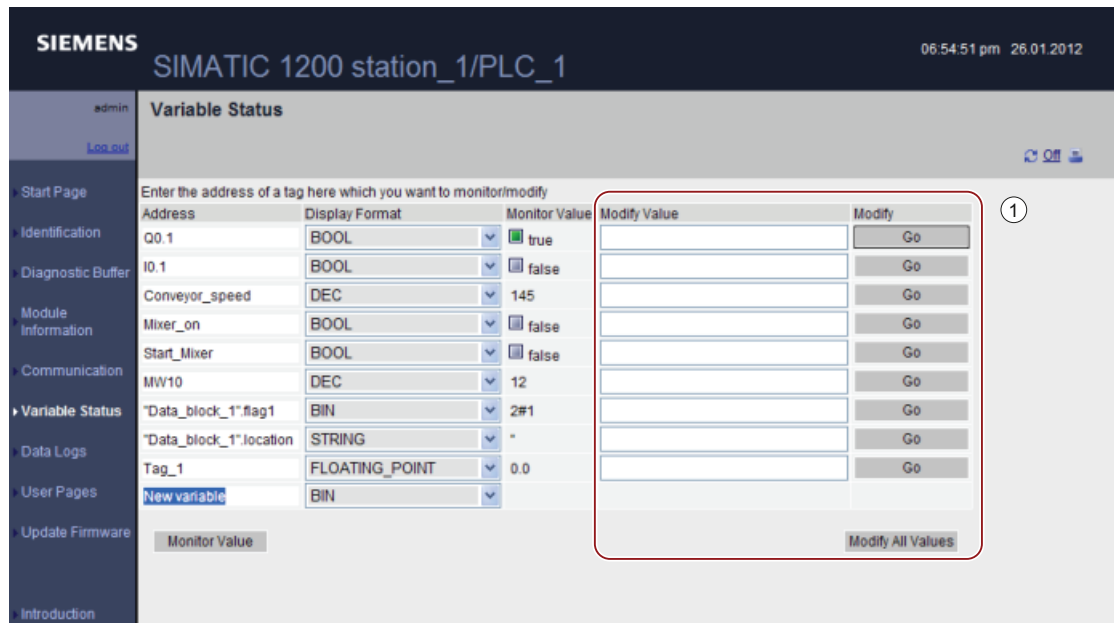 SIEMENS
SIMATIC 1200 station_1/PLC_1
06:54:51 pm 26.01.2012
admin
Log out
Variable Status
Off
Start Page
Identification
Diagnostic Buffer
Module
Information
Communication
Variable Status
Data Logs
User Pages
Update Firmware
Introduction
Enter the address of a tag here which you want to monitor/modify
Address Display Format Monitor Value Modify Value Modify
Q0.1 BOOL true Go
I0.1 BOOL false Go
Conveyor_speed DEC 145 Go
Mixer_on BOOL false Go
Start_Mixer BOOL false Go
MW10 DEC 12 Go
"Data_block_1".flag1 BIN 2#1 Go
"Data_block_1".location STRING " Go
Tag_1 FLOATING_POINT 0.0 Go
New variable BIN
Monitor Value Modify All Values
1